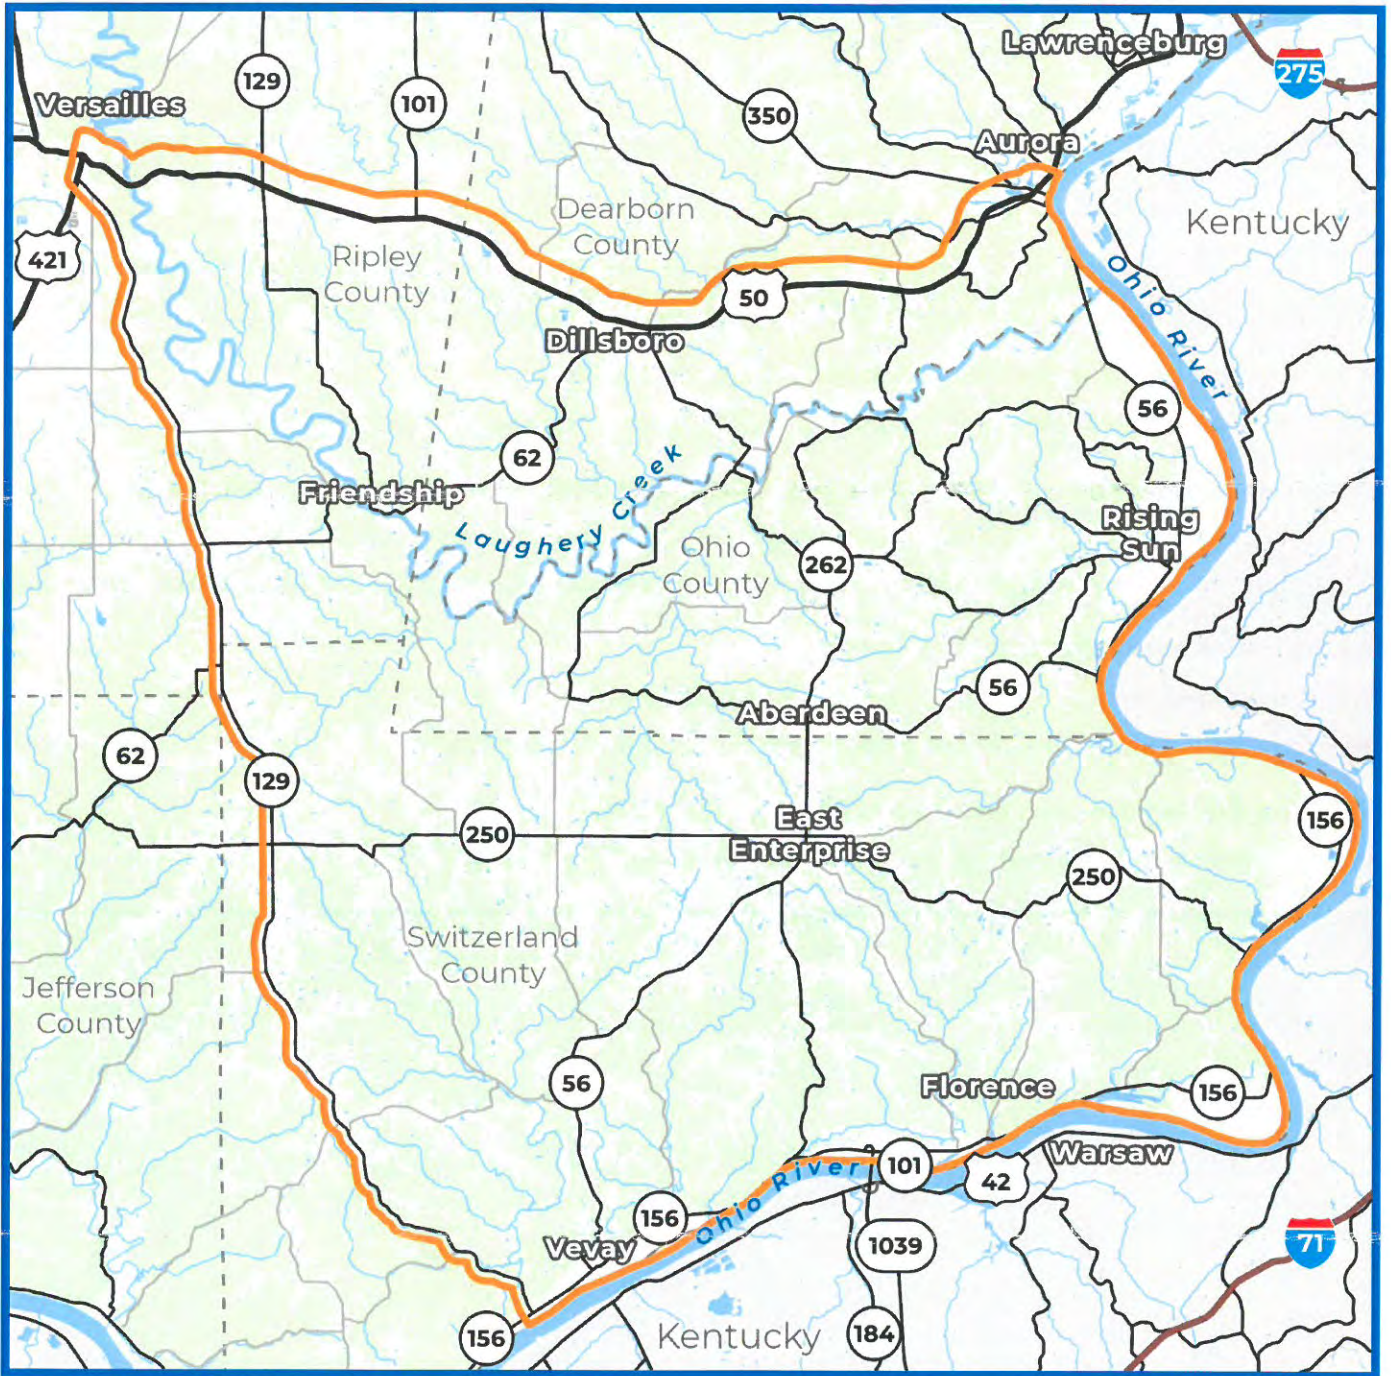 Lawrenceburg
275
Versailles
129
101
350
Aurora
Dearborn
County
Kentucky
421
Ripley
County
50
Ohio River
Dillsboro
56
62
Laughery Creek
Friendship
Rising
Sun
Ohio
County
262
56
Aberdeen
62
129
156
East
Enterprise
250
250
Switzerland
County
Jefferson
County
56
Florence
156
Warsaw
101
42
Ohio River
156
Vevay
1039
71
156
Kentucky
184